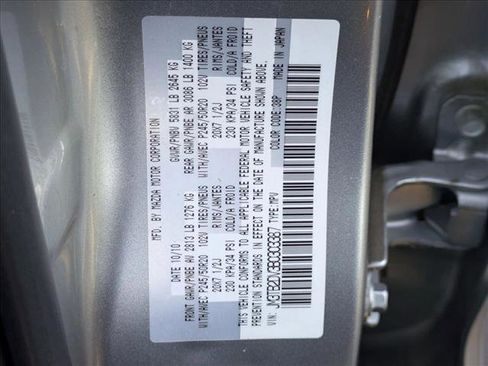 MFD. BY MAZDA MOTOR CORPORATION
DATE 10/10 GVWR/PNBV 5831 LB 2645 KG
FRONT GAWR/PNBE AV 2813 LB 1276 KG REAR GAWR/PNBE AR 3086 LB 1400 KG
WITH/AVEC P245/50R20 102V TIRES/PNEUS WITH/AVEC P245/50R20 102V TIRES/PNEUS
20X7 1/2J RIMS/JANTES 20X7 1/2J RIMS/JANTES
230 KPA/34 PSI COLD/A FROID 230 KPA/34 PSI COLD/A FROID
THIS VEHICLE CONFORMS TO ALL APPLICABLE FEDERAL MOTOR VEHICLE SAFETY AND THEFT
PREVENTION STANDARDS IN EFFECT ON THE DATE OF MANUFACTURE SHOWN ABOVE.
TYPE:MPV COLOR CODE:38P MADE IN JAPAN